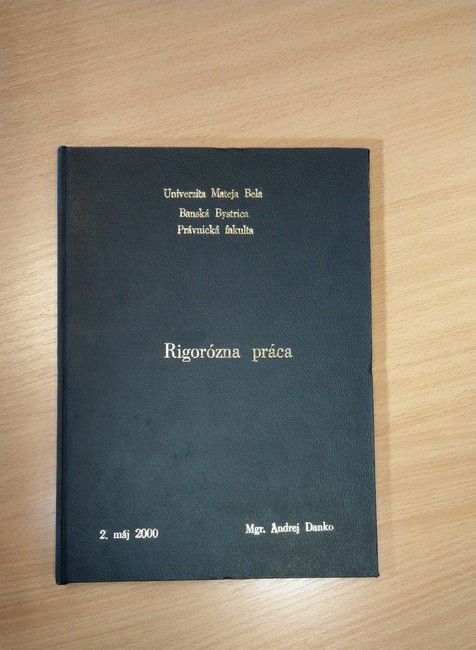 Univerzita Mateja Bela
Banská Bystrica
Právnická fakulta
Rigorózna práca
2. máj 2000
Mgr. Andrej Danko